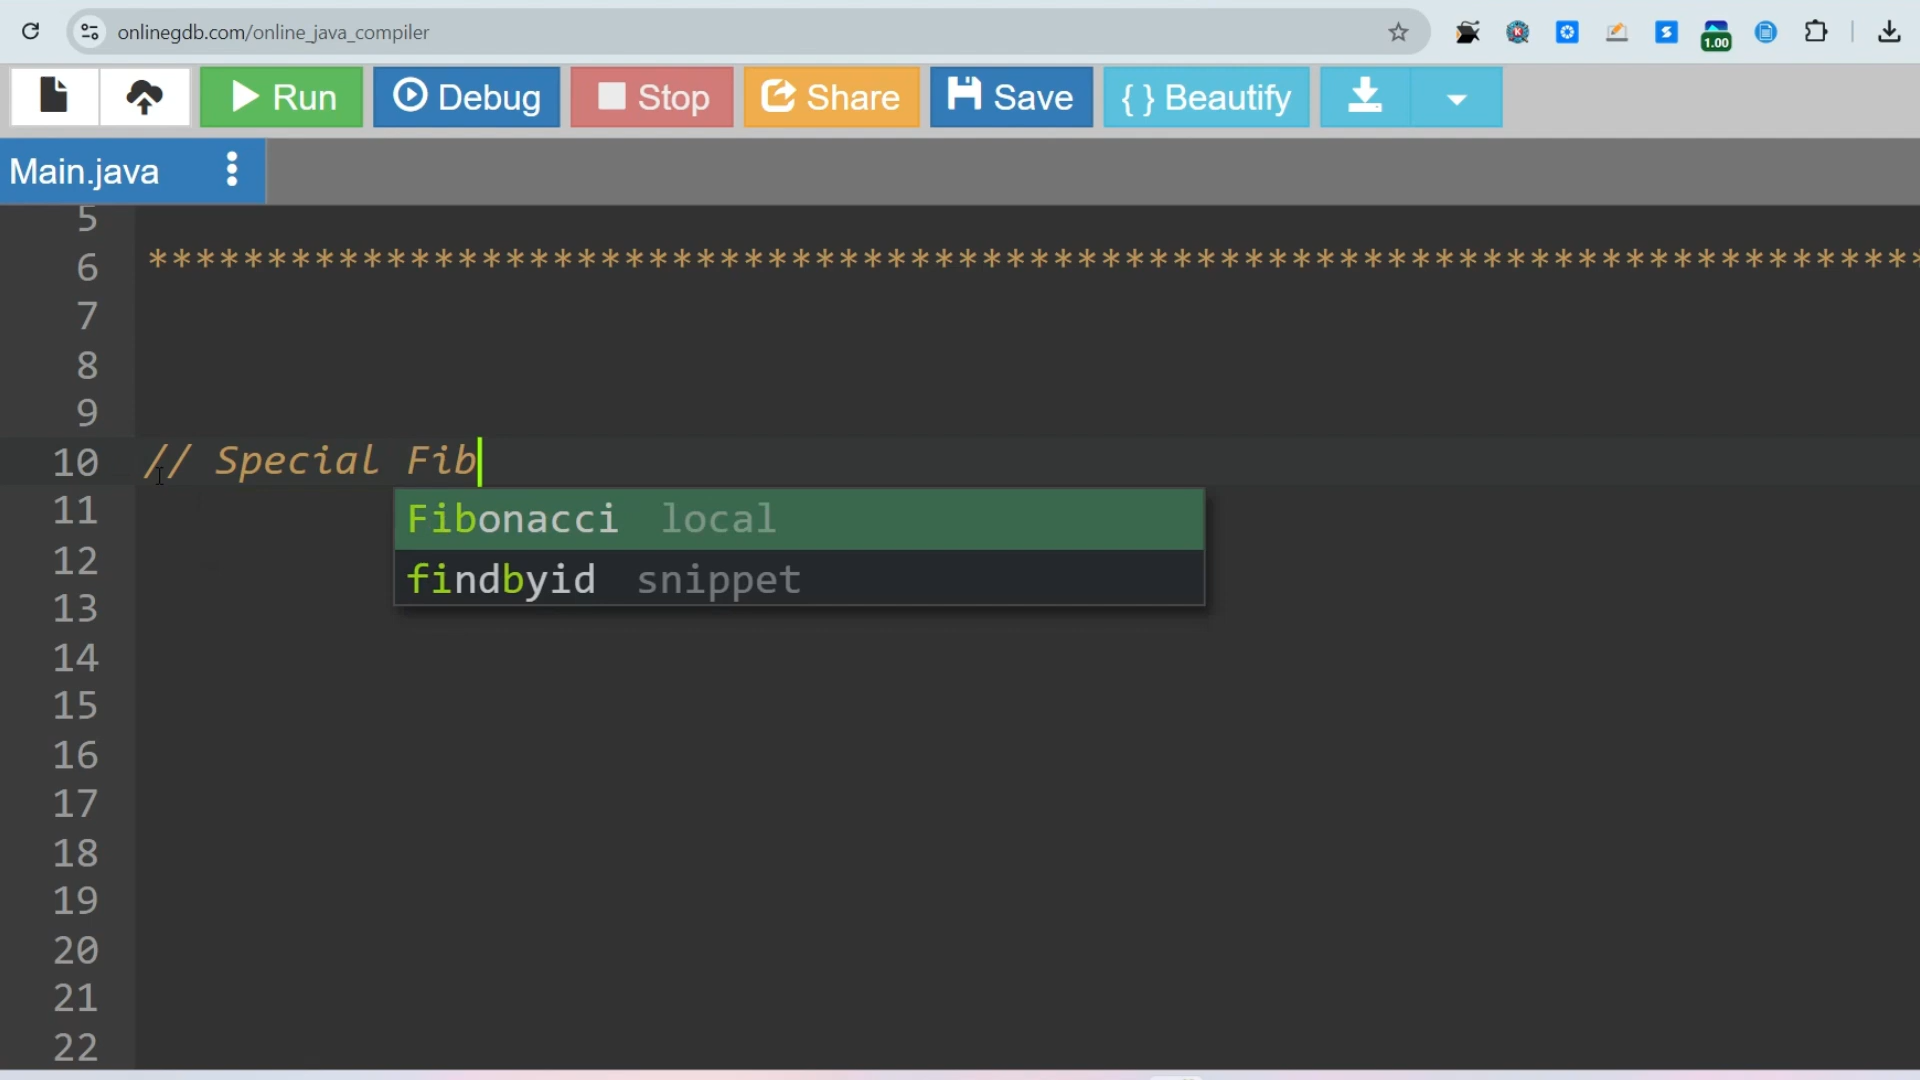 onlinegdb.com/online_java_compiler
1.00
Run Debug Stop Share Save { } Beautify
Main.java
5
6 **************************************************************************
7
8
9
10 // Special Fib
11 Fibonacci local
12 findbyid snippet
13
14
15
16
17
18
19
20
21
22